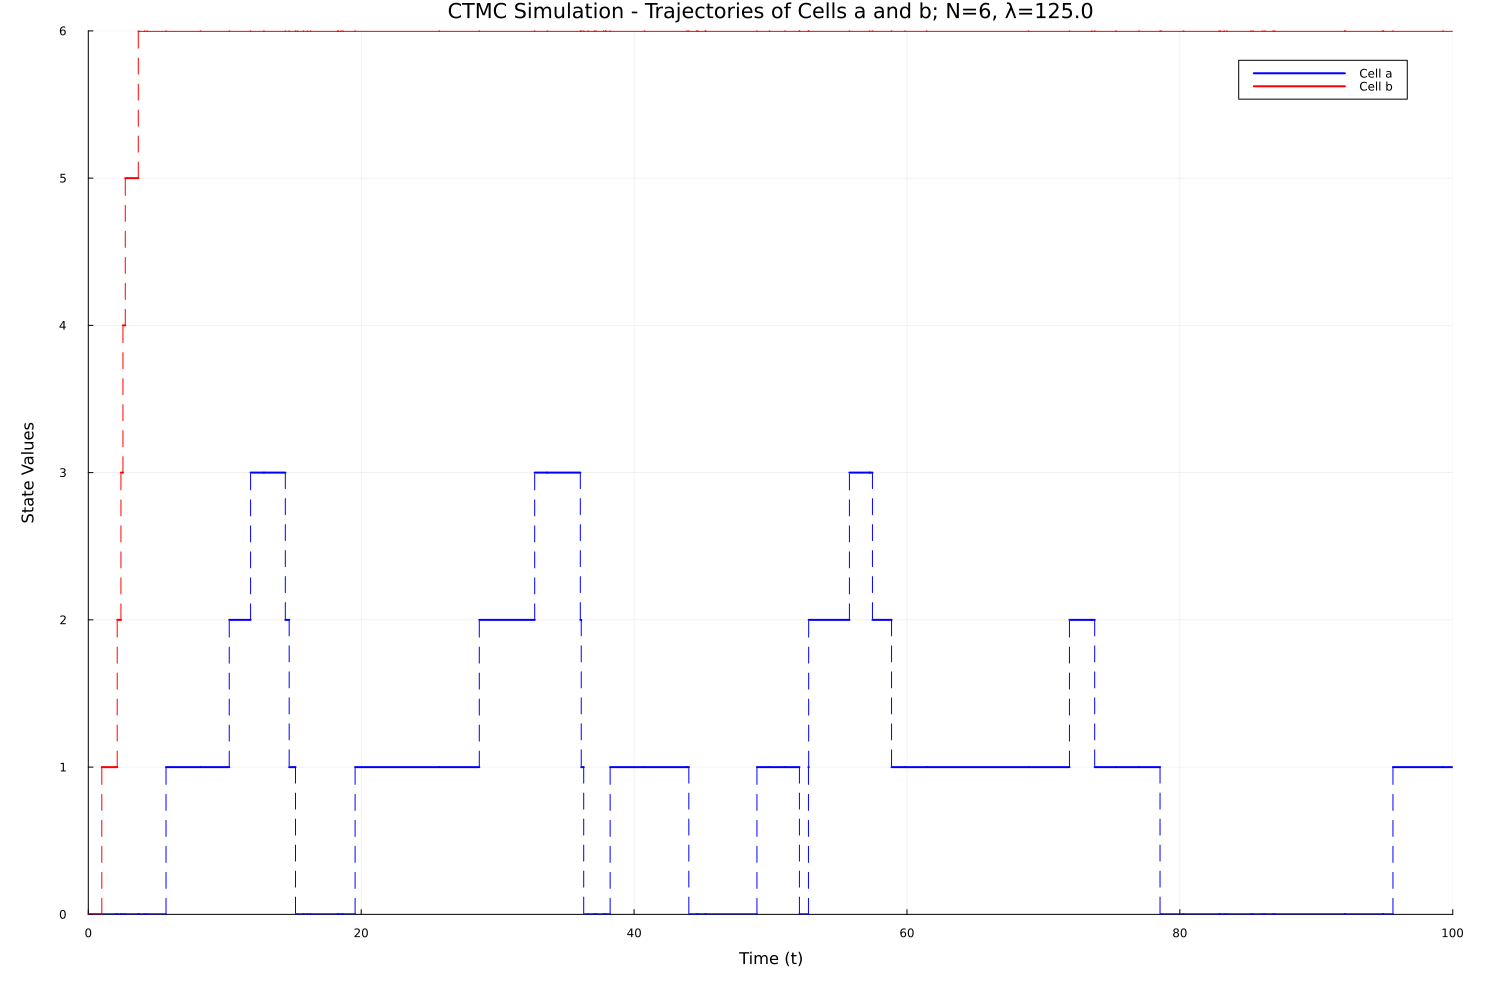 CTMC Simulation - Trajectories of Cells a and b; N=6, λ=125.0
6
Cell a
Cell b
5
4
State Values
3
2
1
0
0 20 40 60 80 100
Time (t)